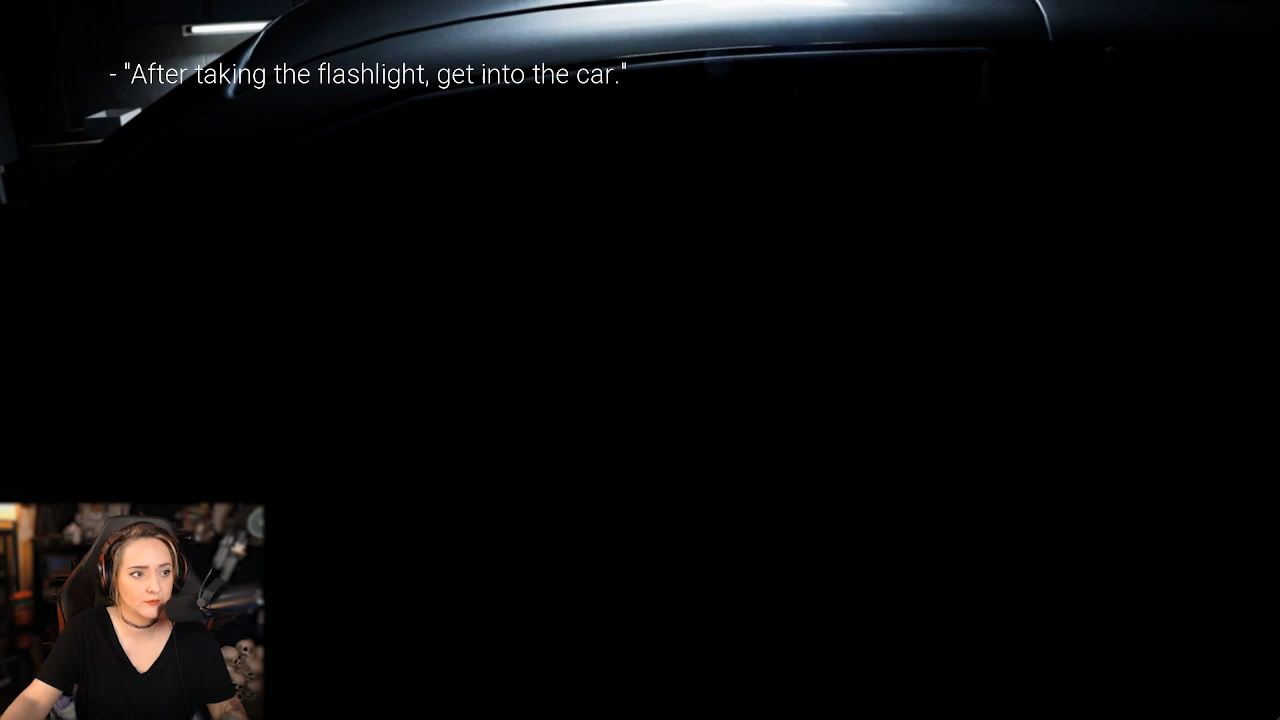 - "After taking the flashlight, get into the car."